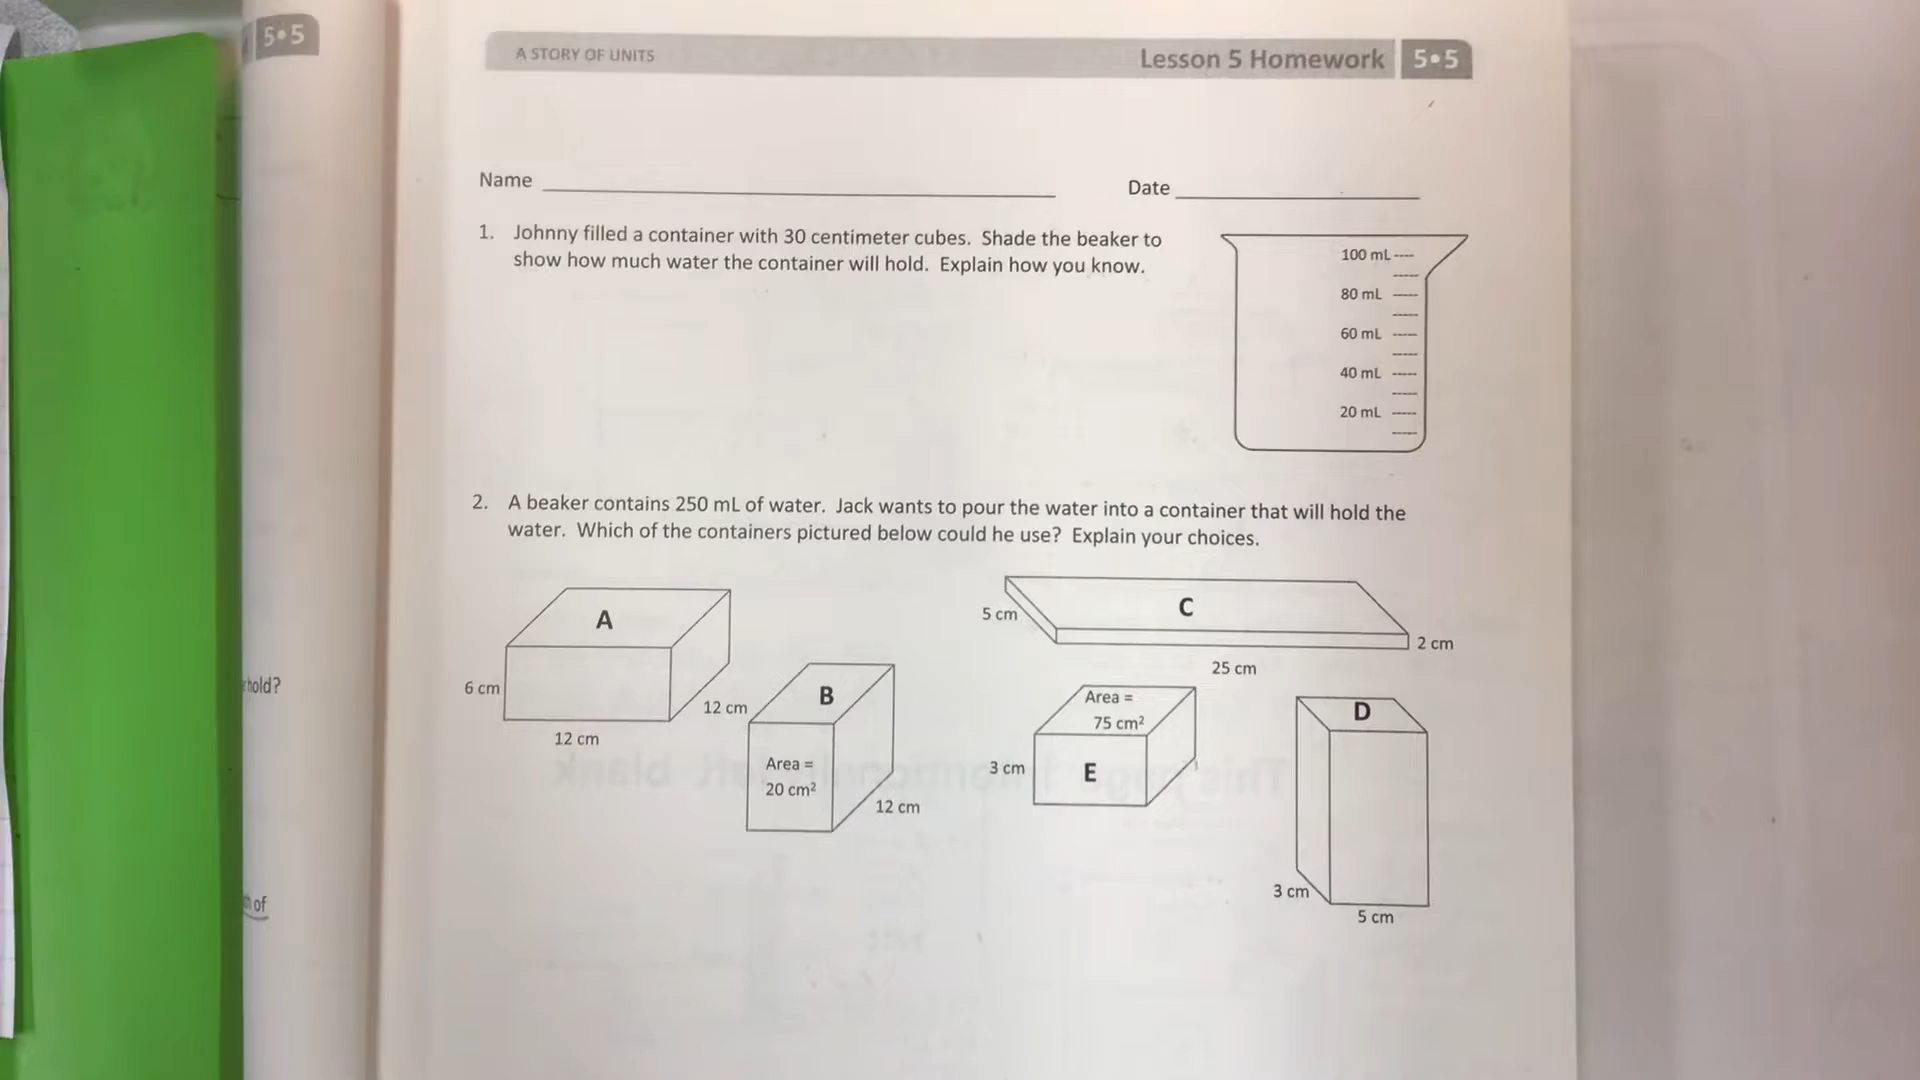 5•5
A STORY OF UNITS
Lesson 5 Homework 5•5
Name
Date
1. Johnny filled a container with 30 centimeter cubes. Shade the beaker to
show how much water the container will hold. Explain how you know.
100 mL
80 mL
60 mL
40 mL
20 mL
2. A beaker contains 250 mL of water. Jack wants to pour the water into a container that will hold the
water. Which of the containers pictured below could he use? Explain your choices.
A
6 cm
12 cm
12 cm
B
Area =
20 cm²
12 cm
C
5 cm
2 cm
25 cm
Area =
75 cm²
3 cm
E
D
3 cm
5 cm
hold?
of
This page intentionally left blank